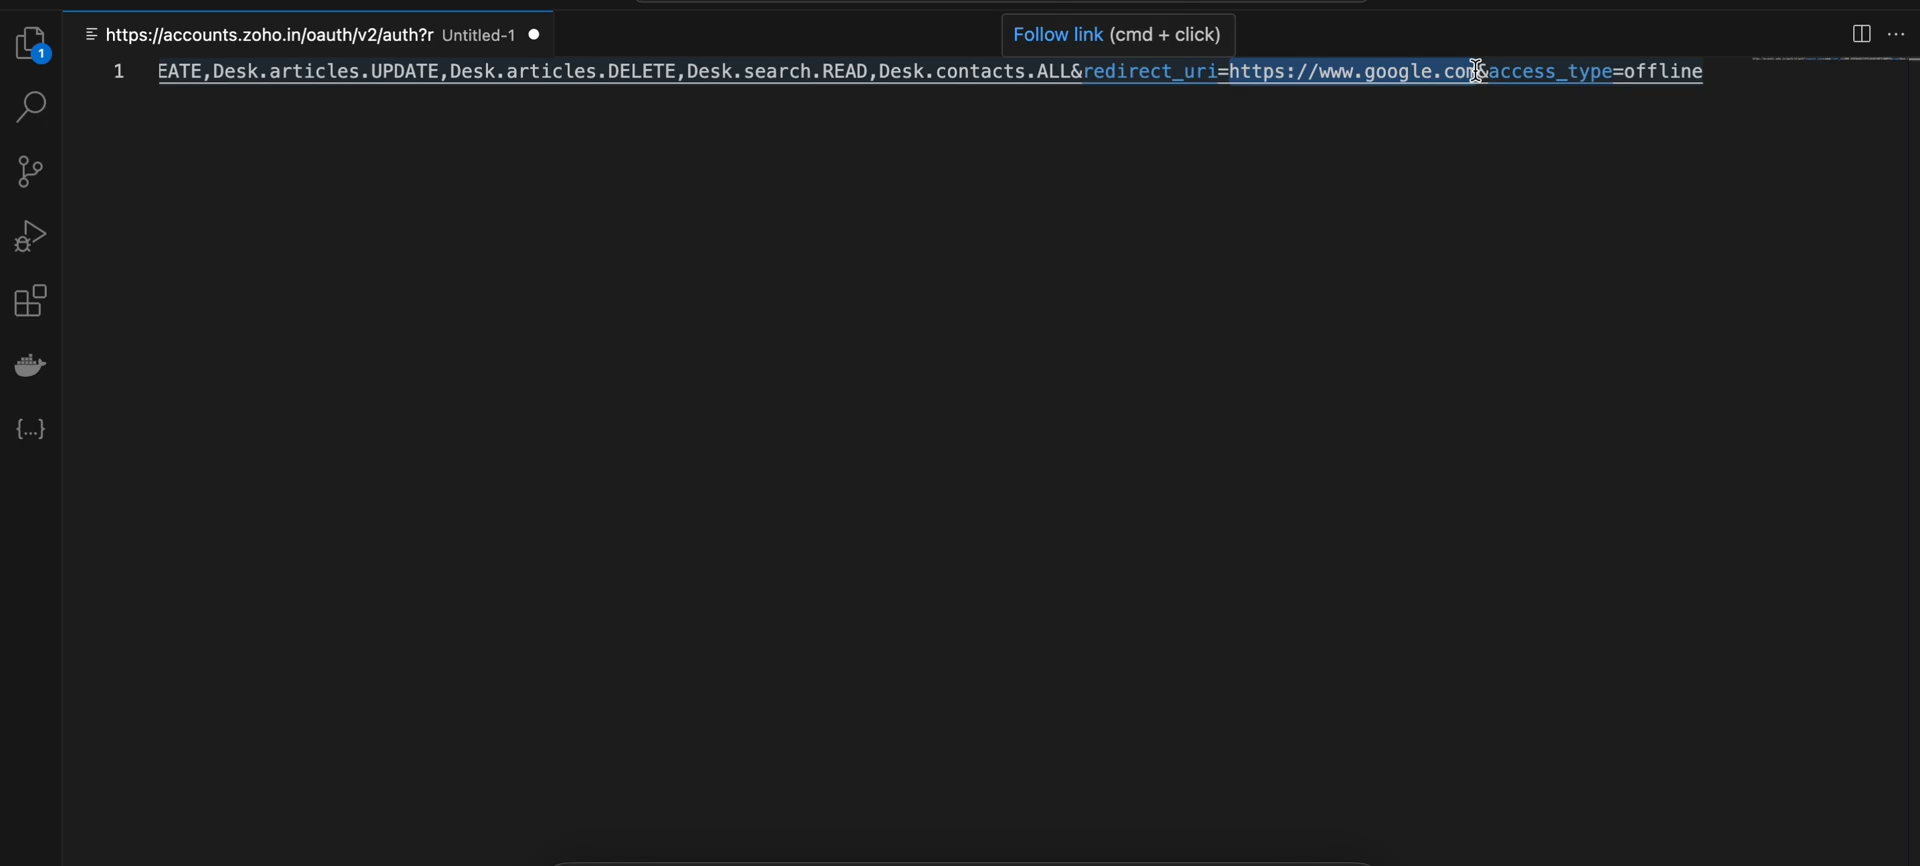 https://accounts.zoho.in/oauth/v2/auth?r Untitled-1
Follow link (cmd + click)
1
1 EATE,Desk.articles.UPDATE,Desk.articles.DELETE,Desk.search.READ,Desk.contacts.ALL&redirect_uri=https://www.google.com&access_type=offline
{...}